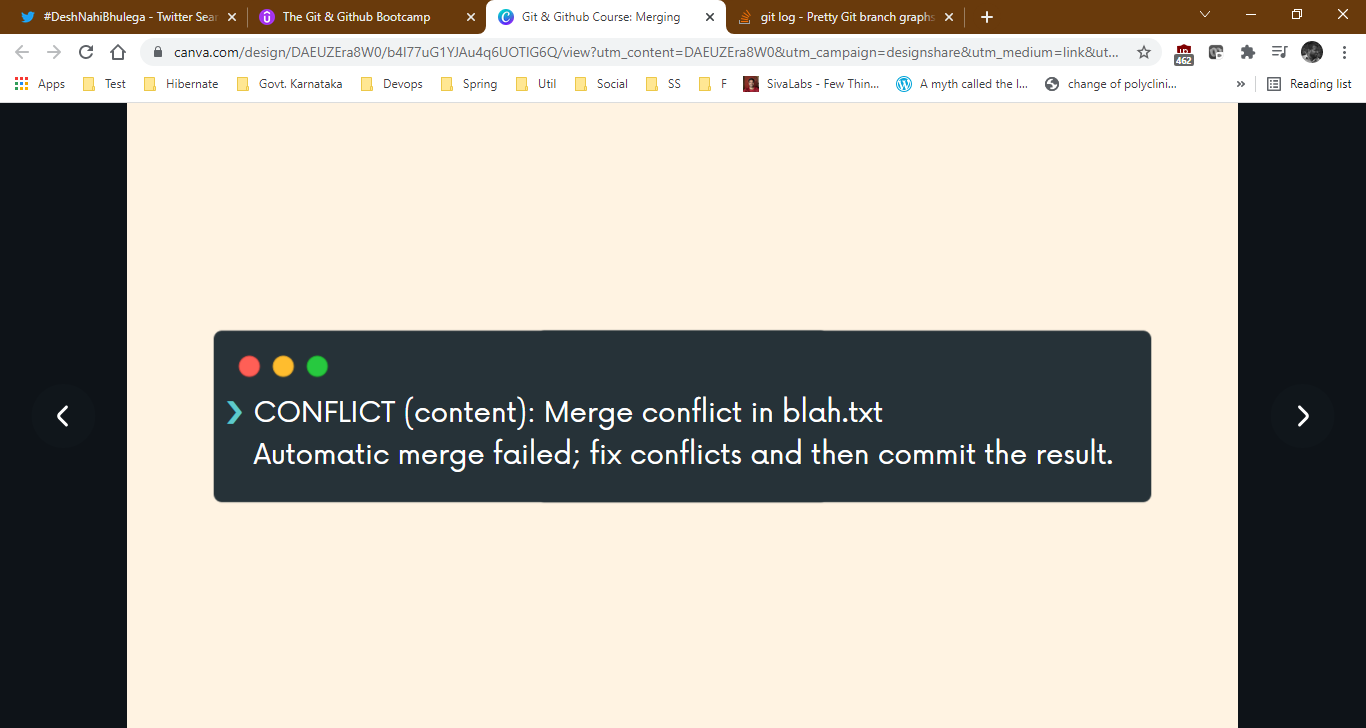 #DeshNahiBhulega - Twitter Sear
The Git & Github Bootcamp
Git & Github Course: Merging
git log - Pretty Git branch graphs
canva.com/design/DAEUZEra8W0/b4I77uG1YJAu4q6UOTIG6Q/view?utm_content=DAEUZEra8W0&utm_campaign=designshare&utm_medium=link&ut...
462
Apps
Test
Hibernate
Govt. Karnataka
Devops
Spring
Util
Social
SS
F
SivaLabs - Few Thin...
A myth called the I...
change of polyclini...
»
Reading list
CONFLICT (content): Merge conflict in blah.txt
Automatic merge failed; fix conflicts and then commit the result.